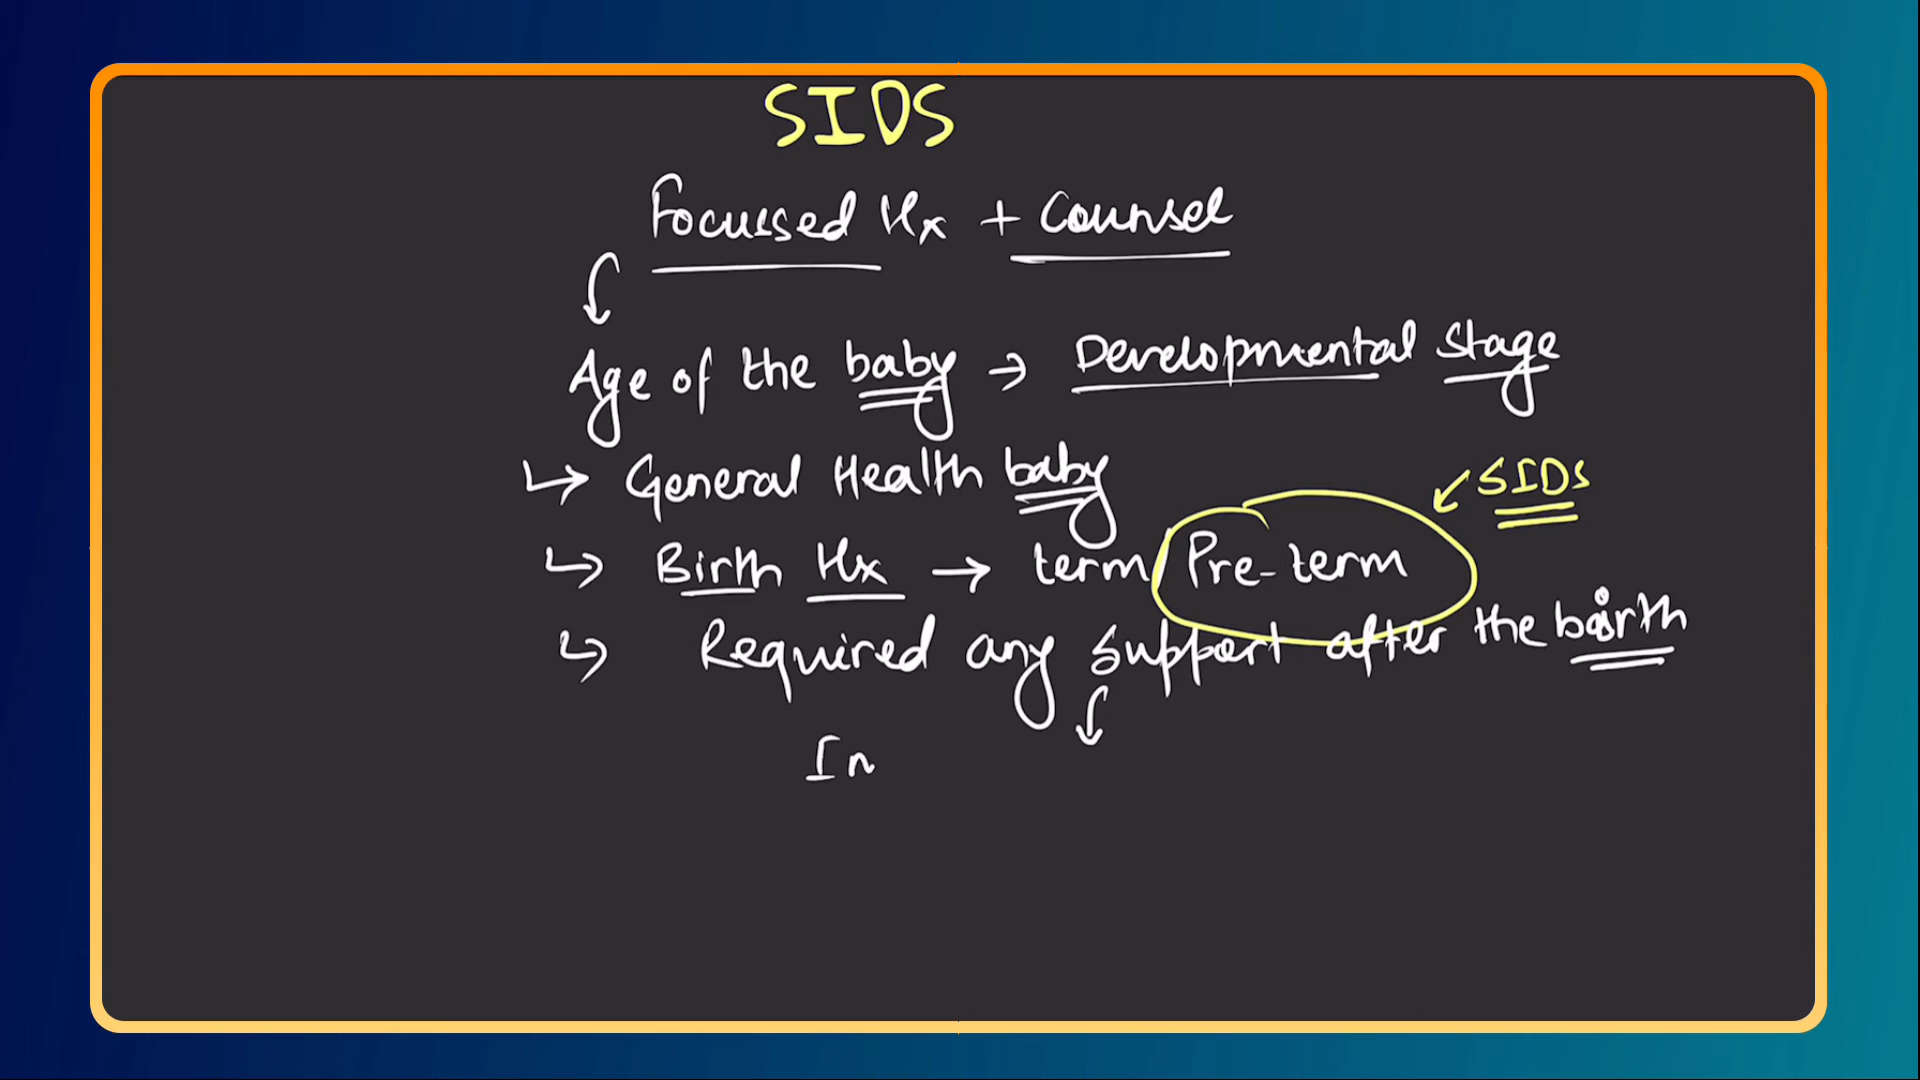 SIDS
Focussed Hx + Counsel
Age of the baby → Developmental stage
↳ General Health baby
SIDS
↳ Birth Hx → term/Pre-term
↳ Required any support after the birth
In